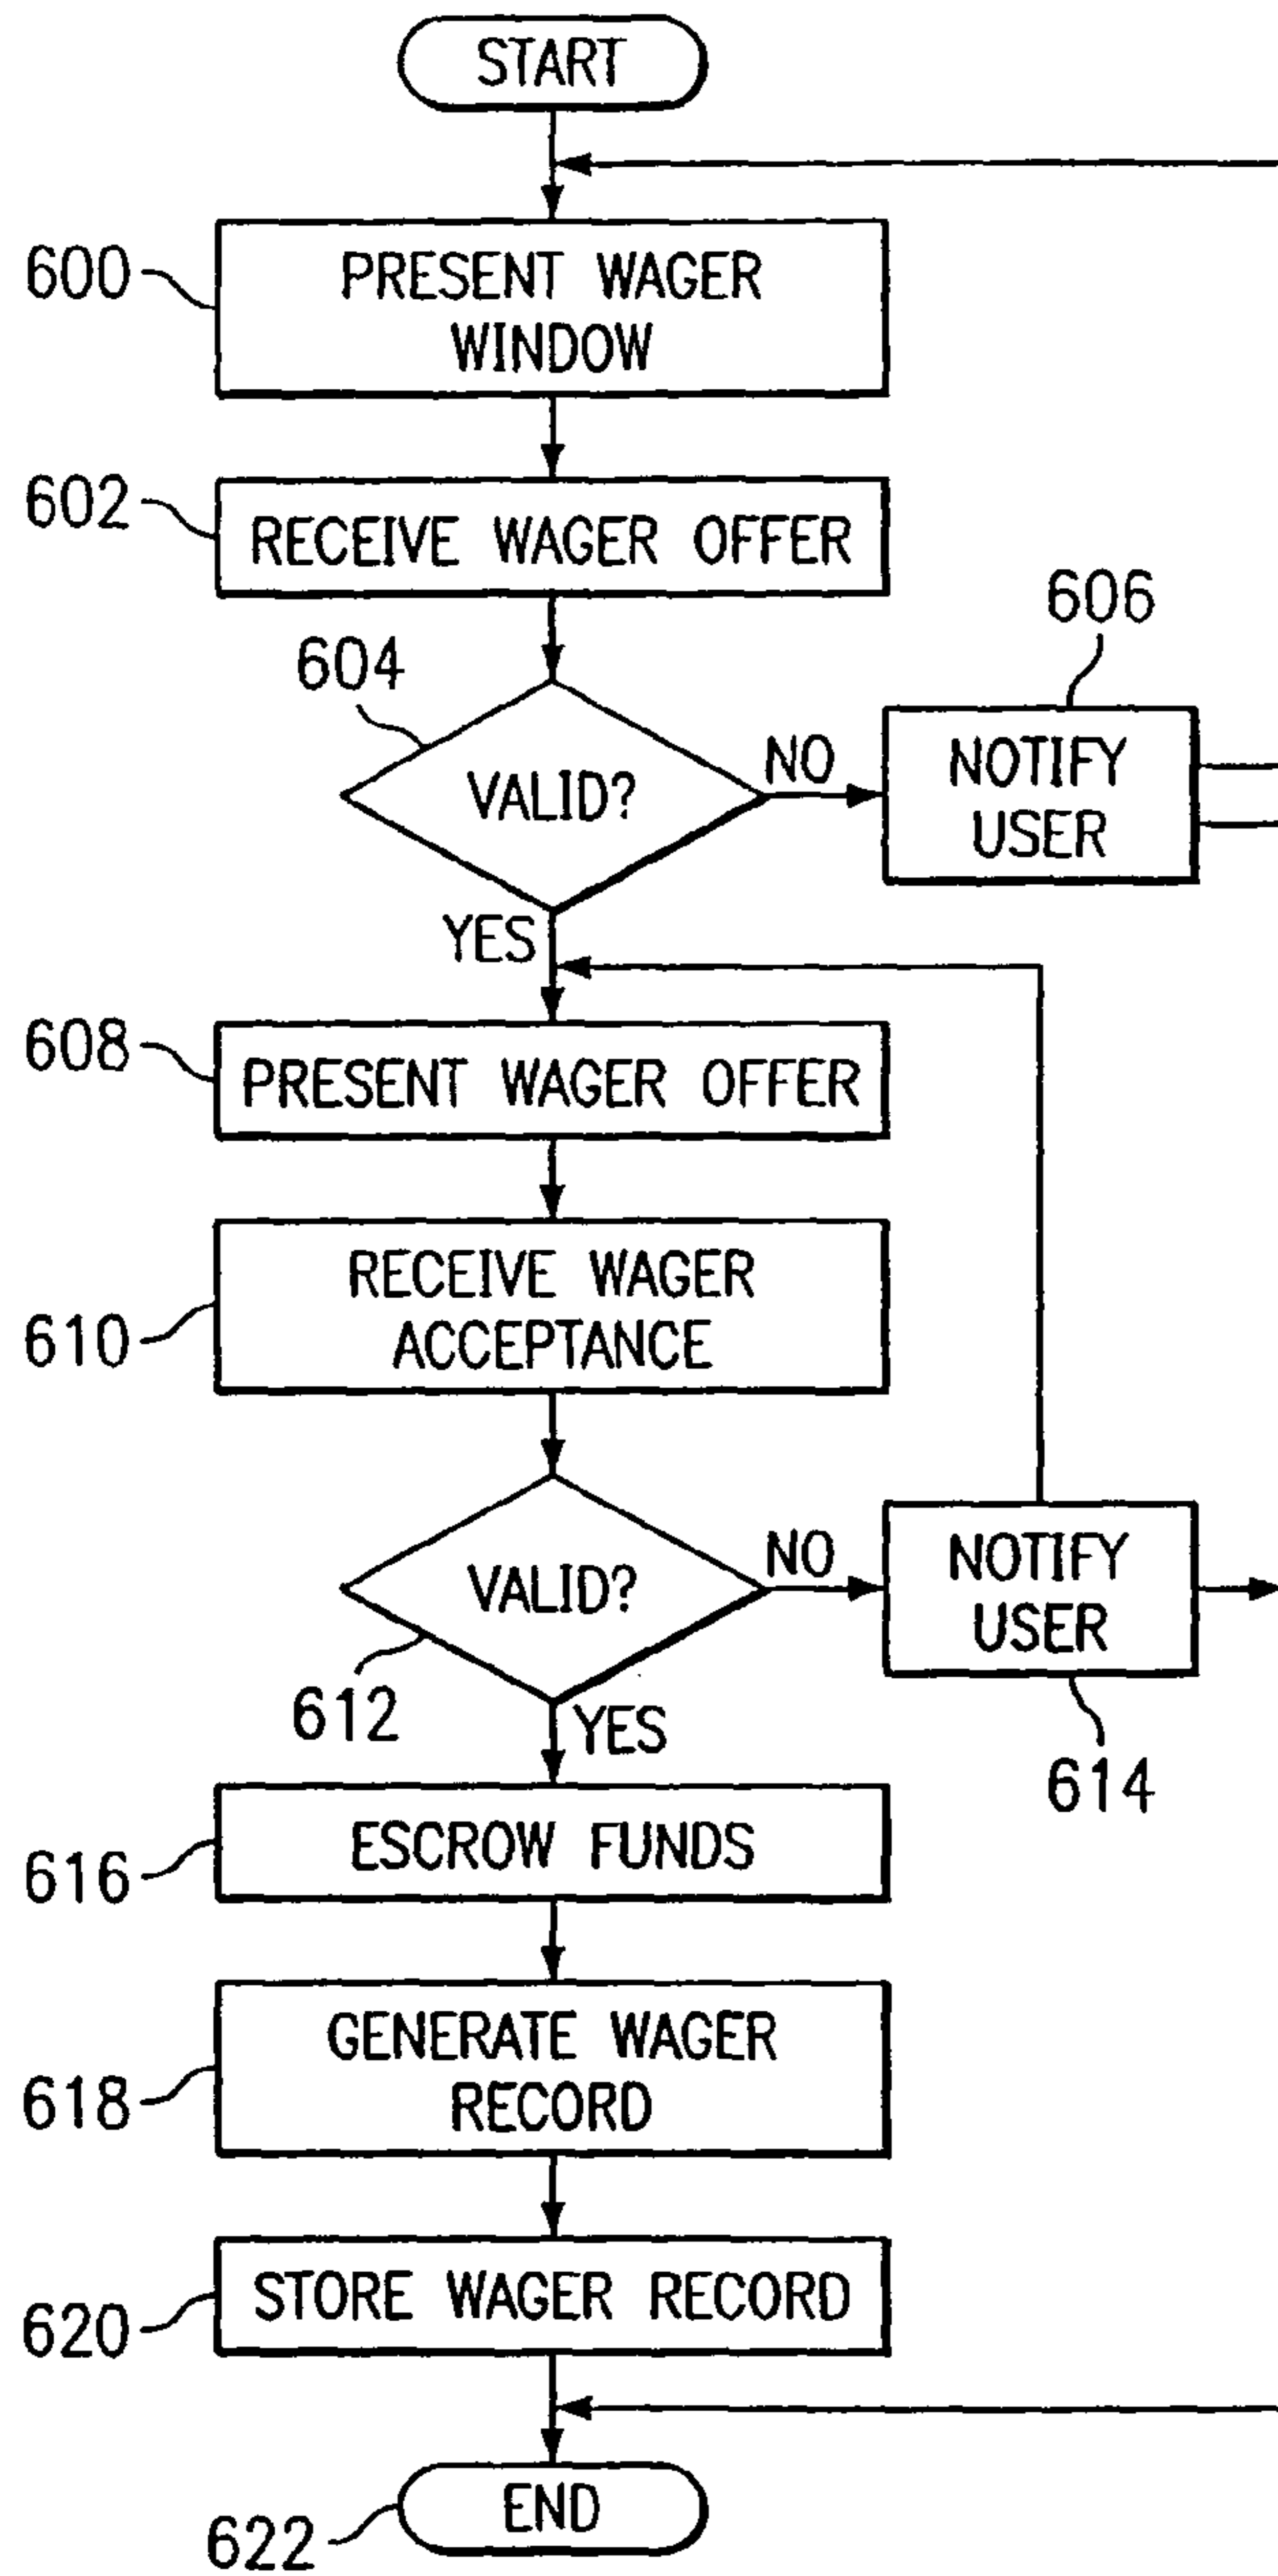 START
600
PRESENT WAGER
WINDOW
602
RECEIVE WAGER OFFER
604
VALID?
NO
606
NOTIFY
USER
YES
608
PRESENT WAGER OFFER
610
RECEIVE WAGER
ACCEPTANCE
612
VALID?
NO
NOTIFY
USER
614
YES
616
ESCROW FUNDS
618
GENERATE WAGER
RECORD
620
STORE WAGER RECORD
622
END